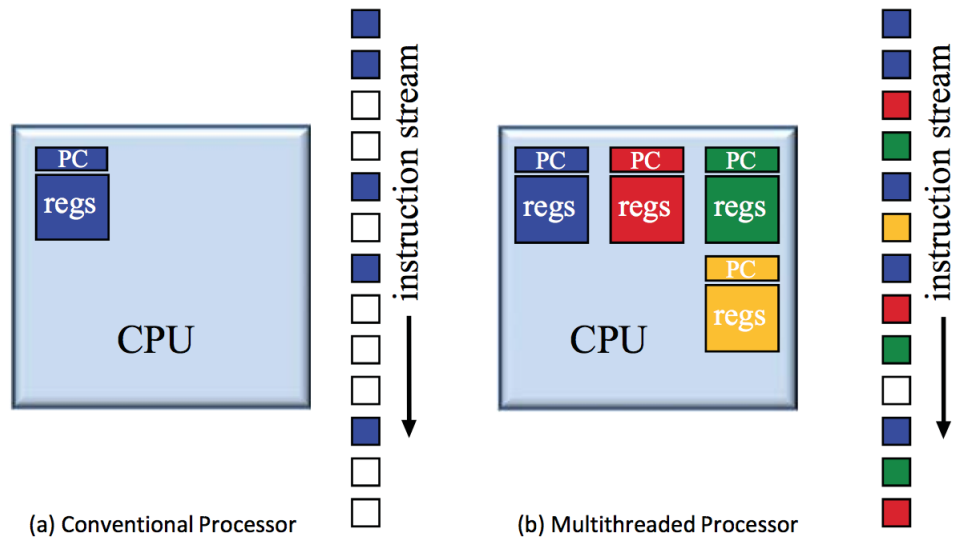 PC
regs
CPU
instruction stream
(a) Conventional Processor
PC
regs
PC
regs
PC
regs
PC
regs
CPU
instruction stream
(b) Multithreaded Processor